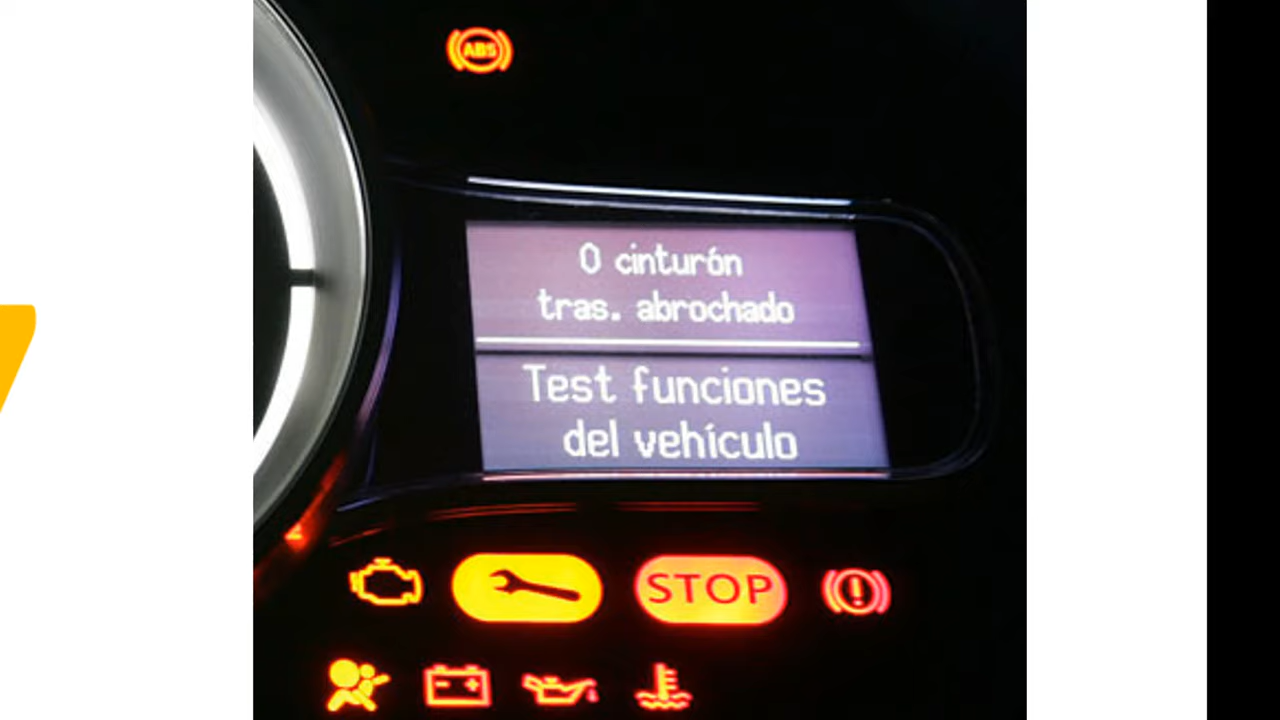 ABS
0 cinturón
tras. abrochado
Test funciones
del vehículo
STOP